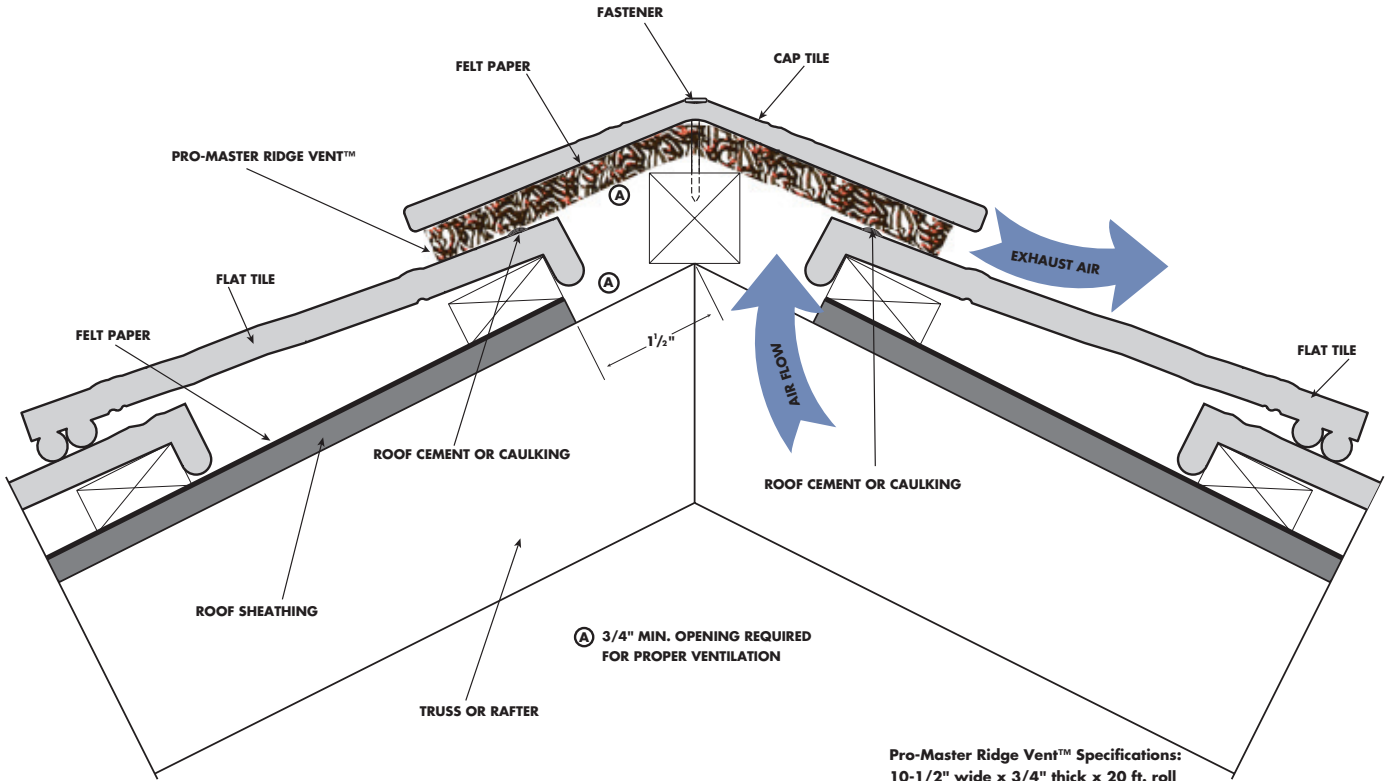 FASTENER
FELT PAPER
CAP TILE
PRO-MASTER RIDGE VENT™
A
EXHAUST AIR
FLAT TILE
A
FELT PAPER
1½"
AIR FLOW
FLAT TILE
ROOF CEMENT OR CAULKING
ROOF CEMENT OR CAULKING
ROOF SHEATHING
A 3/4" MIN. OPENING REQUIRED
FOR PROPER VENTILATION
TRUSS OR RAFTER
Pro-Master Ridge Vent™ Specifications:
10-1/2" wide x 3/4" thick x 20 ft. roll